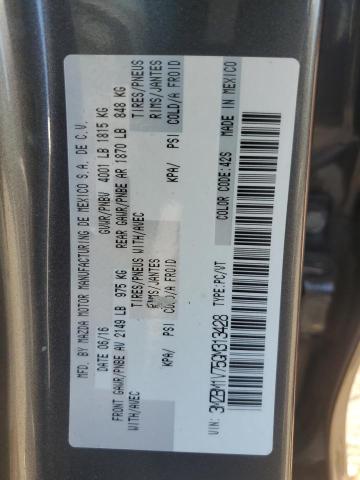 MFD. BY MAZDA MOTOR MANUFACTURING DE MEXICO S.A. DE C.V.
DATE 06/16 GVWR/PNBV 4001 LB 1815 KG
FRONT GAWR/PNBE AV 2149 LB 975 KG REAR GAWR/PNBE AR 1870 LB 848 KG
WITH/AVEC TIRES/PNEUS WITH/AVEC TIRES/PNEUS
RIMS/JANTES RIMS/JANTES
KPA/ PSI COLD/A FROID KPA/ PSI COLD/A FROID
VIN: 3MZBM1V75GM313428 TYPE:PC/VT COLOR CODE:42S MADE IN MEXICO